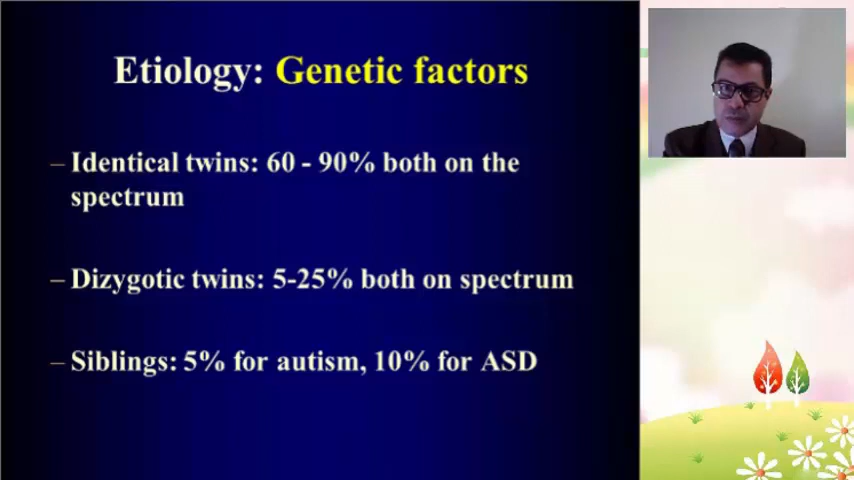 Etiology: Genetic factors
– Identical twins: 60 - 90% both on the
spectrum
– Dizygotic twins: 5-25% both on spectrum
– Siblings: 5% for autism, 10% for ASD